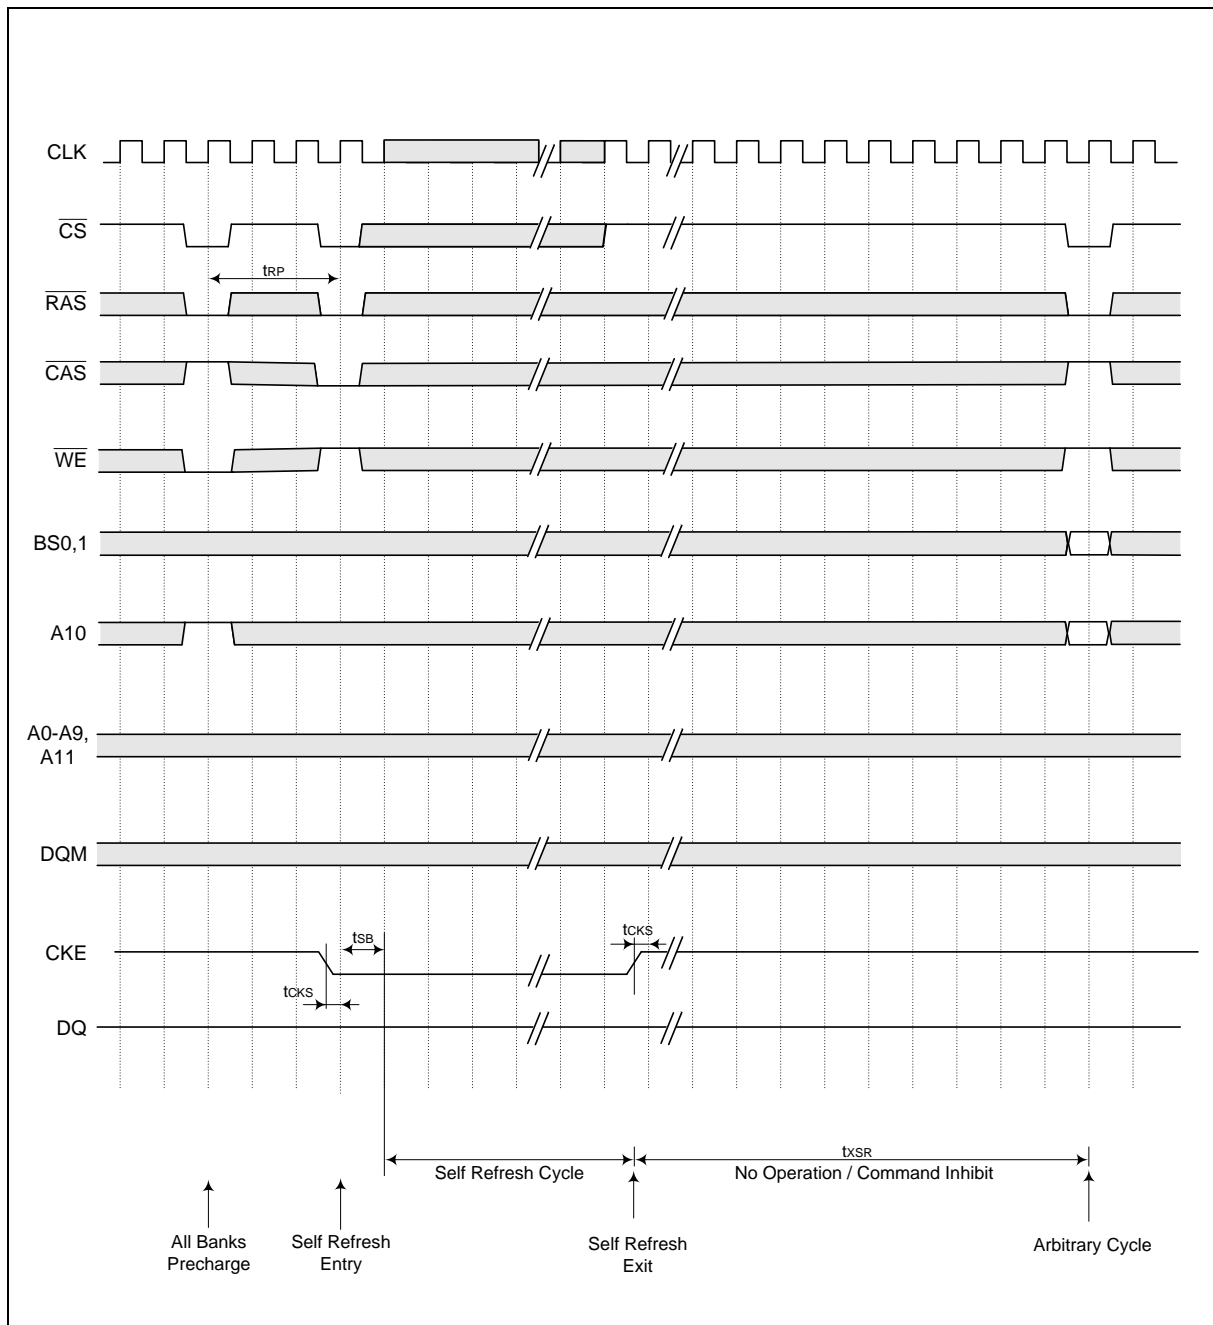 CLK
CS
tRP
RAS
CAS
WE
BS0,1
A10
A0-A9,
A11
DQM
tSB
tCKS
CKE
tCKS
DQ
tXSR
Self Refresh Cycle
No Operation / Command Inhibit
All Banks
Precharge
Self Refresh
Entry
Self Refresh
Exit
Arbitrary Cycle